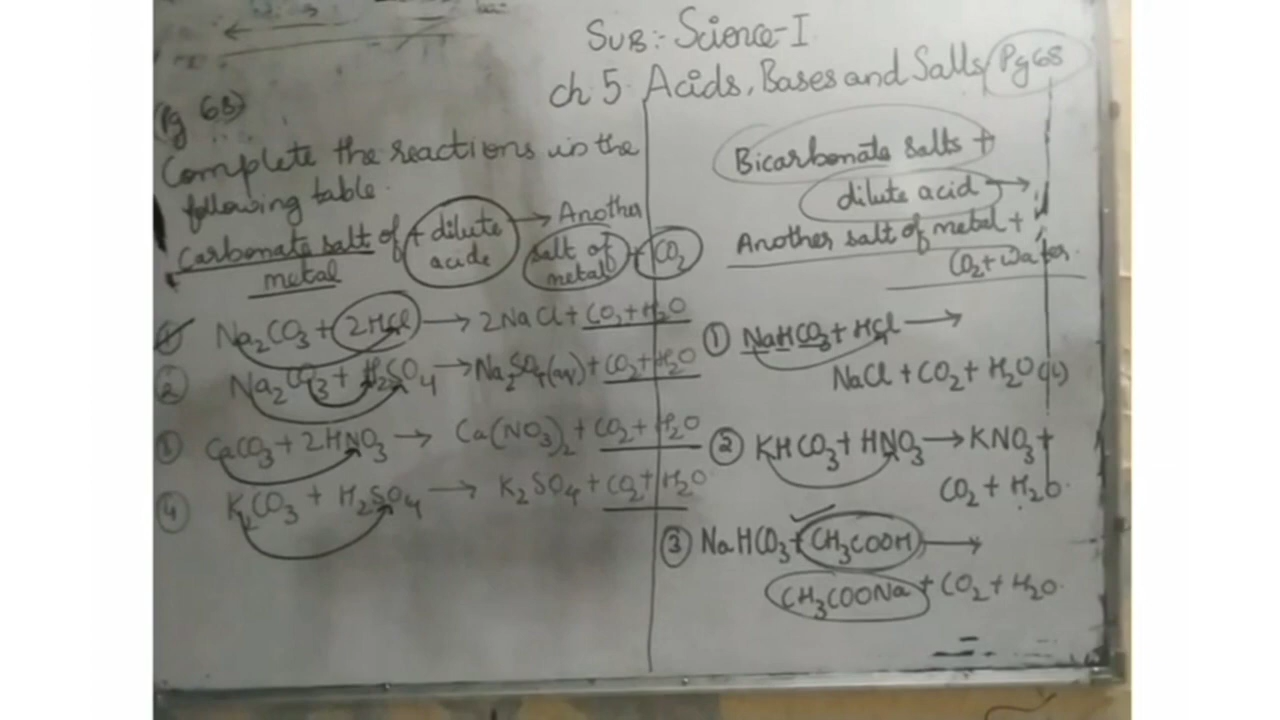 SUB:- Science-I
ch 5 Acids, Bases and Salts Pg 68
(Pg 68)
Complete the reactions in the
following table.
Carbonate salt of metal + dilute acide → Another salt of metal + CO₂
① Na₂CO₃ + 2HCl → 2NaCl + CO₂ + H₂O
② Na₂CO₃ + H₂SO₄ → Na₂SO₄(aq) + CO₂ + H₂O
③ CaCO₃ + 2HNO₃ → Ca(NO₃)₂ + CO₂ + H₂O
④ K₂CO₃ + H₂SO₄ → K₂SO₄ + CO₂ + H₂O
Bicarbonate salts +
dilute acid →
Another salt of metal +
CO₂ + Water.
① NaHCO₃ + HCl →
NaCl + CO₂ + H₂O(l)
② KHCO₃ + HNO₃ → KNO₃ +
CO₂ + H₂O.
③ NaHCO₃ + CH₃COOH →
CH₃COONa + CO₂ + H₂O.